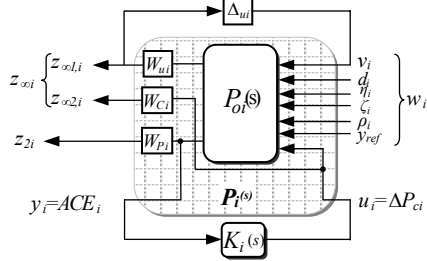 Δui
z∞1,i
z∞i
z∞2,i
z2i
Wui
WCi
WPi
Poi(s)
vi
di
ηi
ζi
ρi
yref
wi
Pi(s)
yi=ACEi
ui=ΔPci
Ki(s)